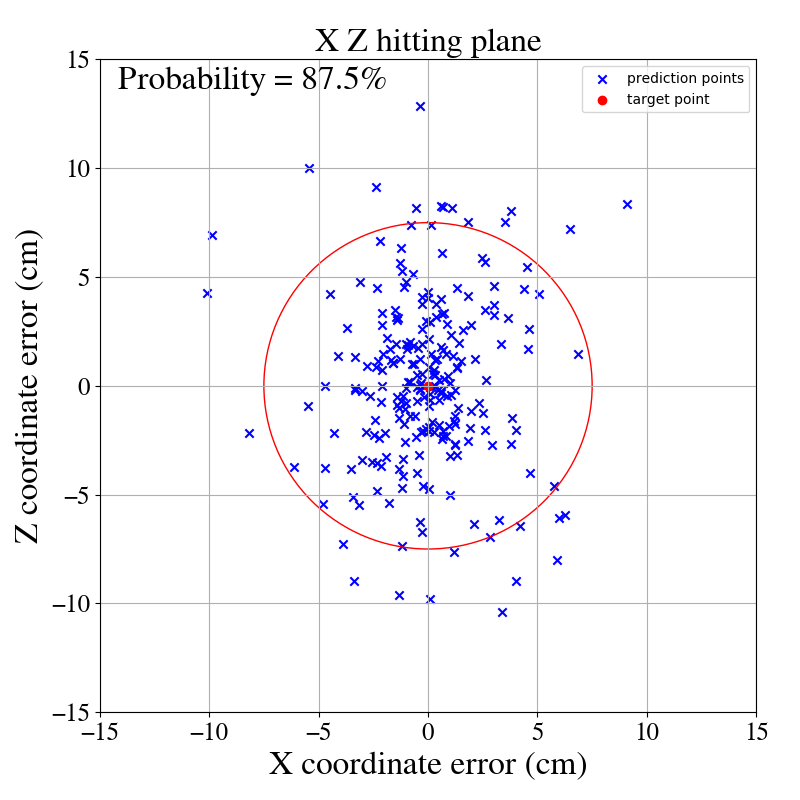 X Z hitting plane
Probability = 87.5%
prediction points
target point
Z coordinate error (cm)
15
10
5
0
−5
−10
−15
−15 −10 −5 0 5 10 15
X coordinate error (cm)